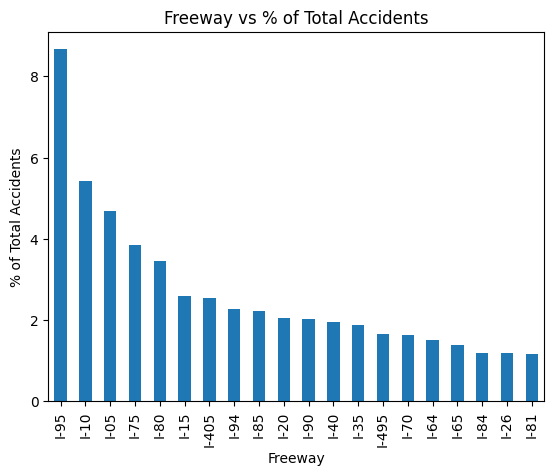 Freeway vs % of Total Accidents
% of Total Accidents
8
6
4
2
0
I-95
I-10
I-05
I-75
I-80
I-15
I-405
I-94
I-85
I-20
I-90
I-40
I-35
I-495
I-70
I-64
I-65
I-84
I-26
I-81
Freeway